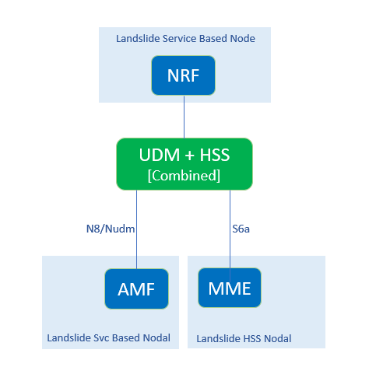 Landslide Service Based Node
NRF
UDM + HSS
[Combined]
N8/Nudm
S6a
AMF
MME
Landslide Svc Based Nodal
Landslide HSS Nodal